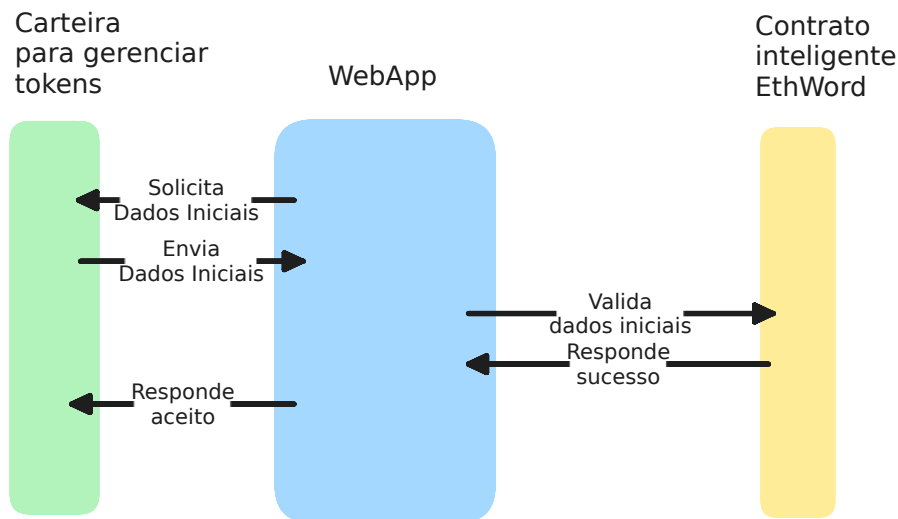 Carteira
para gerenciar
tokens
WebApp
Contrato
inteligente
EthWord
Solicita
Dados Iniciais
Envia
Dados Iniciais
Valida
dados iniciais
Responde
sucesso
Responde
aceito